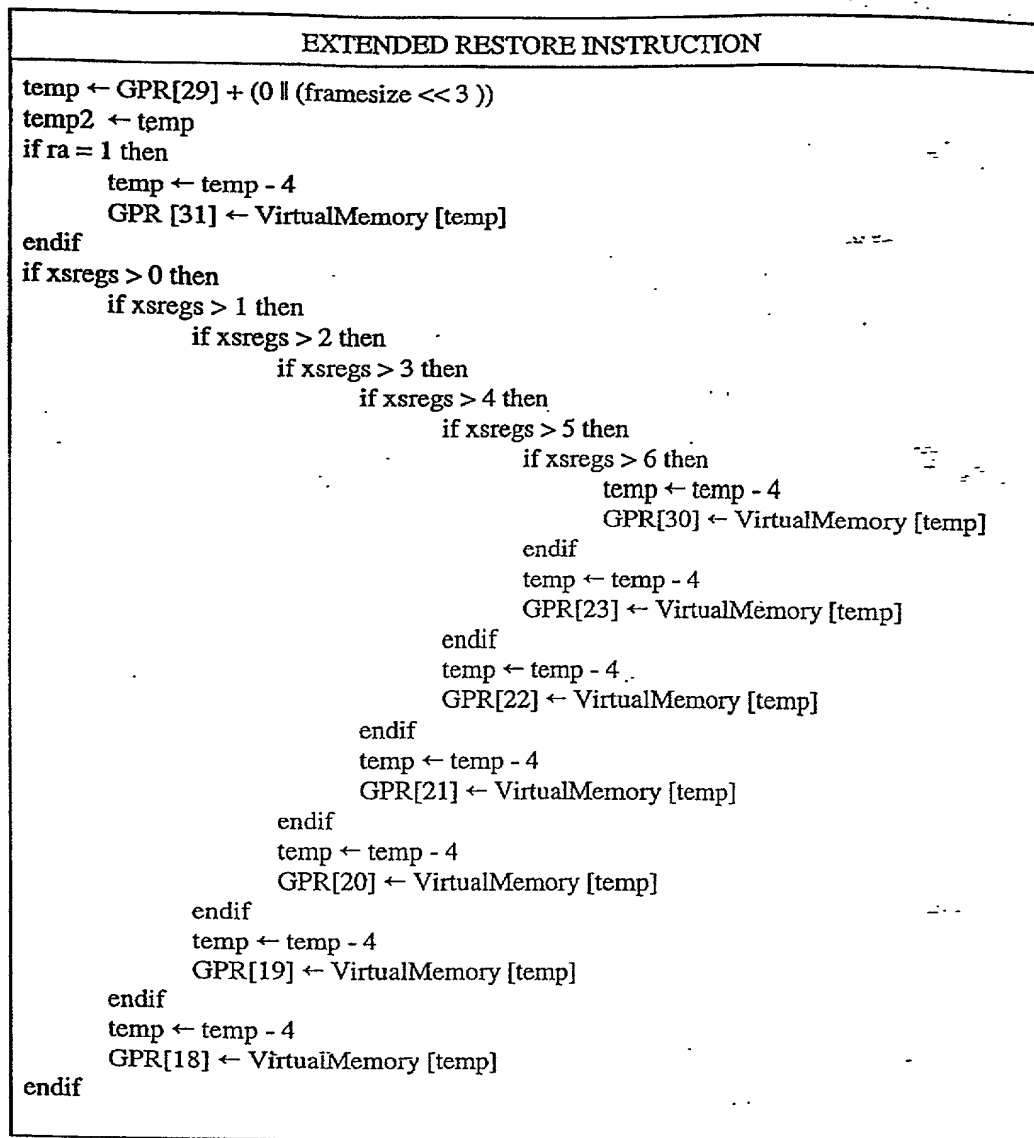 EXTENDED RESTORE INSTRUCTION
temp ← GPR[29] + (0 || (framesize << 3 ))
temp2 ← temp
if ra = 1 then
temp ← temp - 4
GPR [31] ← VirtualMemory [temp]
endif
if xsregs > 0 then
if xsregs > 1 then
if xsregs > 2 then
if xsregs > 3 then
if xsregs > 4 then
if xsregs > 5 then
if xsregs > 6 then
temp ← temp - 4
GPR[30] ← VirtualMemory [temp]
endif
temp ← temp - 4
GPR[23] ← VirtualMemory [temp]
endif
temp ← temp - 4
GPR[22] ← VirtualMemory [temp]
endif
temp ← temp - 4
GPR[21] ← VirtualMemory [temp]
endif
temp ← temp - 4
GPR[20] ← VirtualMemory [temp]
endif
temp ← temp - 4
GPR[19] ← VirtualMemory [temp]
endif
temp ← temp - 4
GPR[18] ← VirtualMemory [temp]
endif